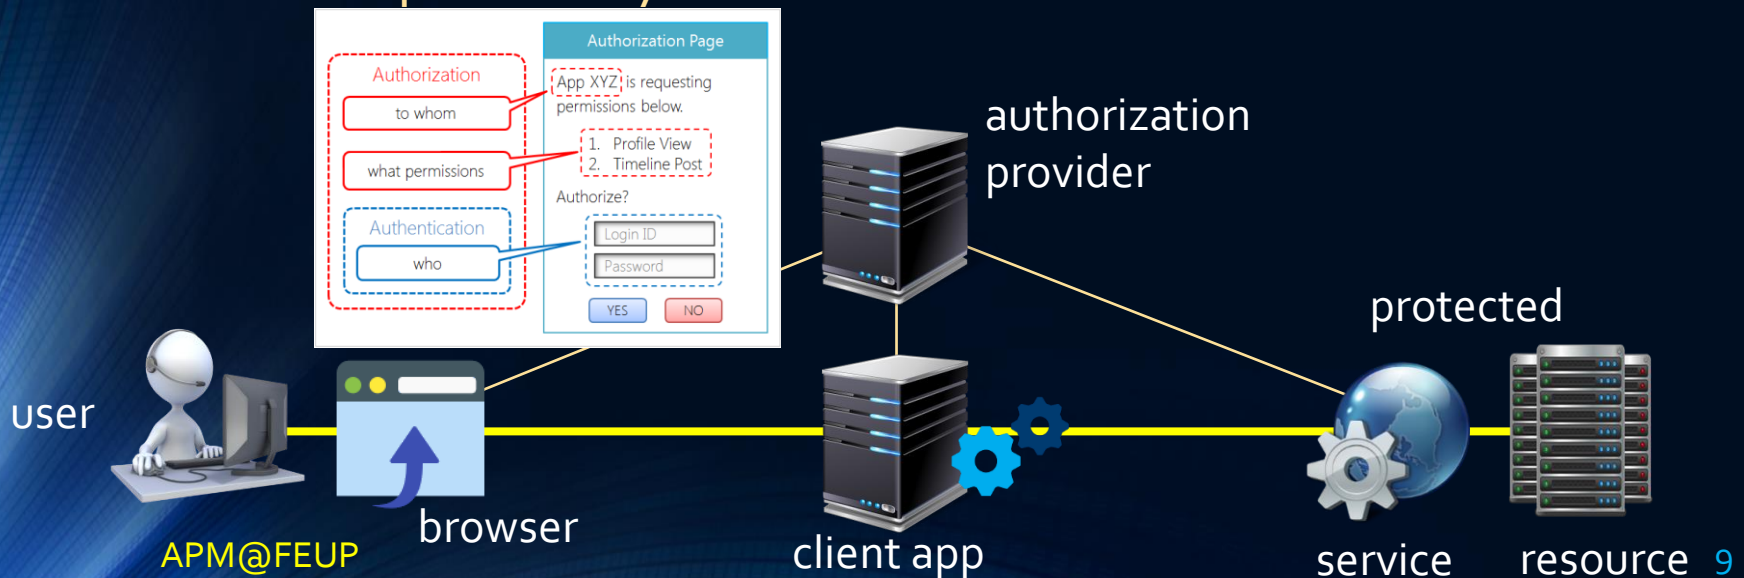 Authorization Page
Authorization
to whom
what permissions
Authentication
who
App XYZ is requesting
permissions below.
1. Profile View
2. Timeline Post
Authorize?
Login ID
Password
YES
NO
authorization
provider
protected
user
browser
client app
service
resource
APM@FEUP
9